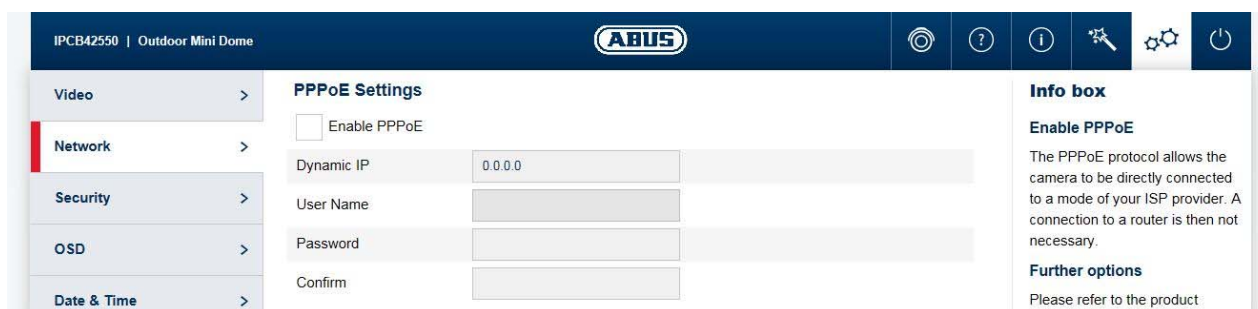 IPCB42550 | Outdoor Mini Dome
ABUS
Video >
Network >
Security >
OSD >
Date & Time >
PPPoE Settings
Enable PPPoE
Dynamic IP 0.0.0.0
User Name
Password
Confirm
Info box
Enable PPPoE
The PPPoE protocol allows the
camera to be directly connected
to a mode of your ISP provider. A
connection to a router is then not
necessary.
Further options
Please refer to the product